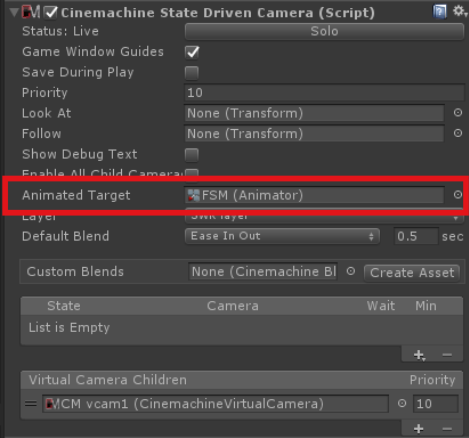 Cinemachine State Driven Camera (Script)
Status: Live
Solo
Game Window Guides
Save During Play
Priority
10
Look At
None (Transform)
Follow
None (Transform)
Show Debug Text
Enable All Child Camera
Animated Target
FSM (Animator)
Layer
SWK layer
Default Blend
Ease In Out
0.5 sec
Custom Blends
None (Cinemachine Bl
Create Asset
State Camera Wait Min
List is Empty
Virtual Camera Children Priority
CM vcam1 (CinemachineVirtualCamera)
10